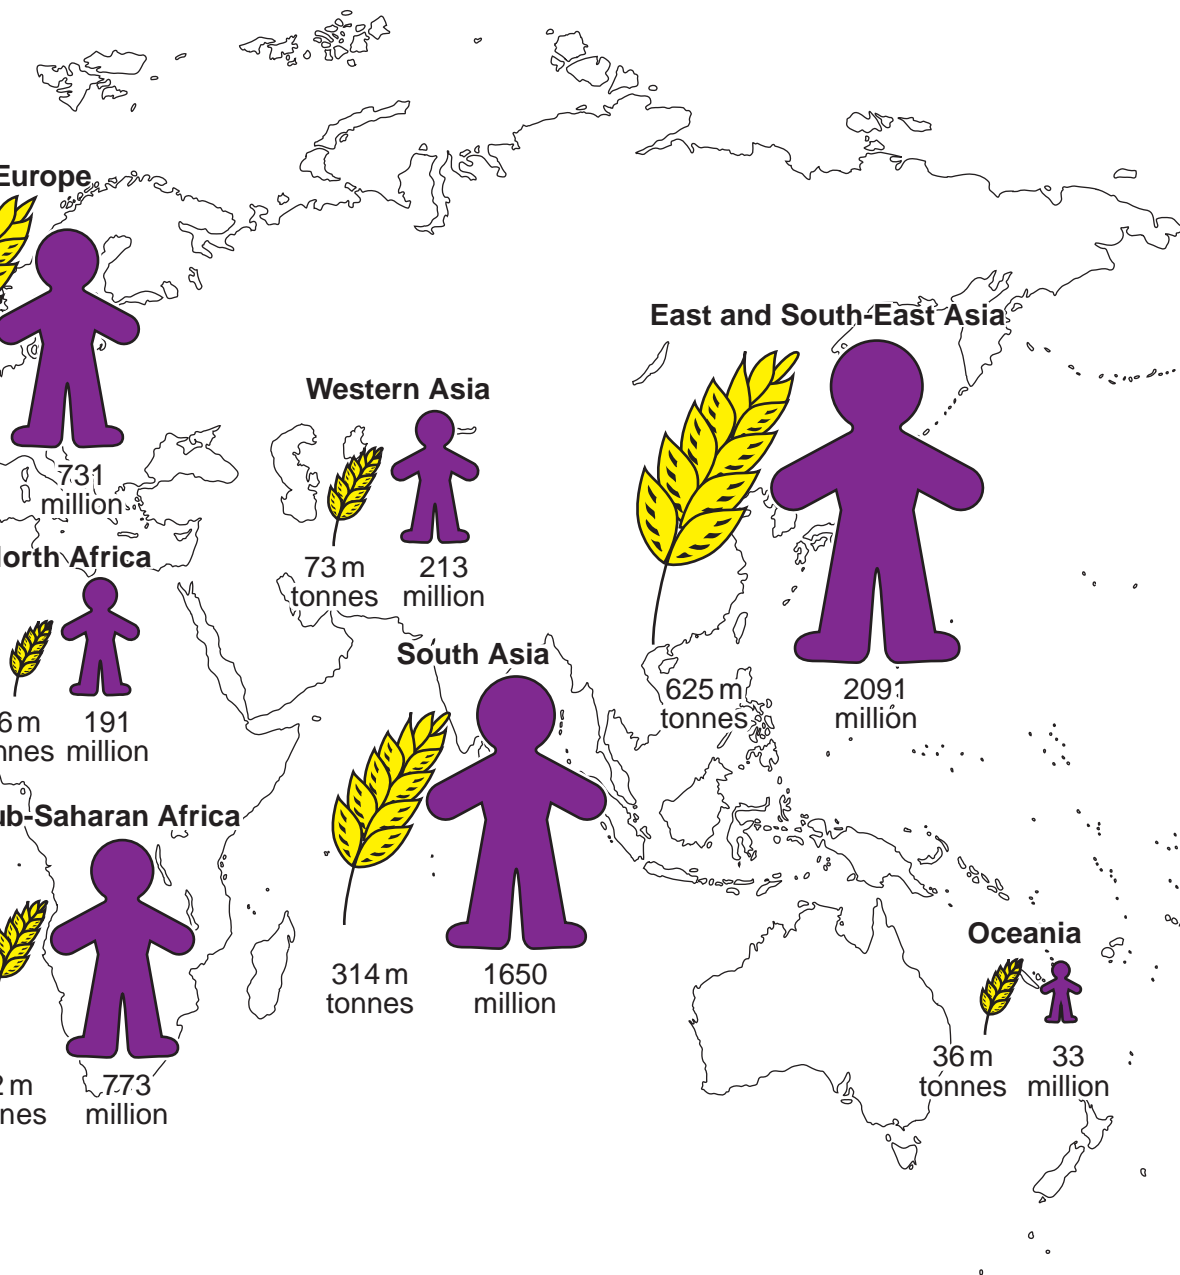 Europe
731
million
Western Asia
73 m
tonnes
213
million
East and South-East Asia
625 m
tonnes
2091
million
orth Africa
6 m
nnes
191
million
South Asia
314 m
tonnes
1650
million
ub-Saharan Africa
2 m
nes
773
million
Oceania
36 m
tonnes
33
million